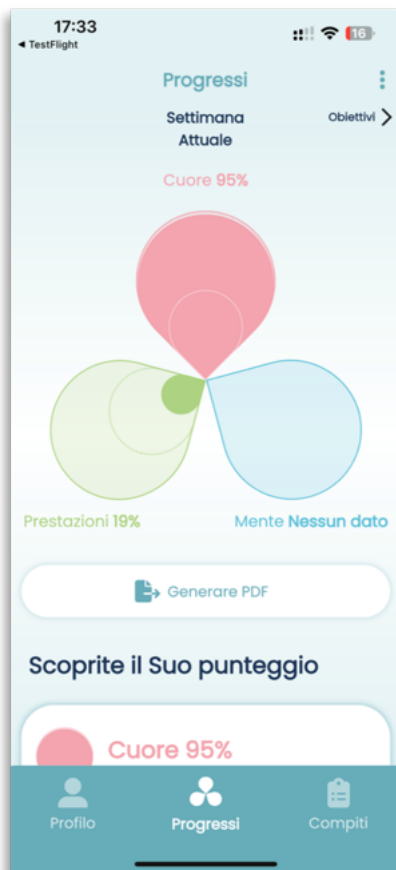 17:33
16
◀ TestFlight
Progressi
Settimana
Attuale
Obiettivi
Cuore 95%
Prestazioni 19%
Mente Nessun dato
Generare PDF
Scoprite il Suo punteggio
Cuore 95%
Profilo
Progressi
Compiti